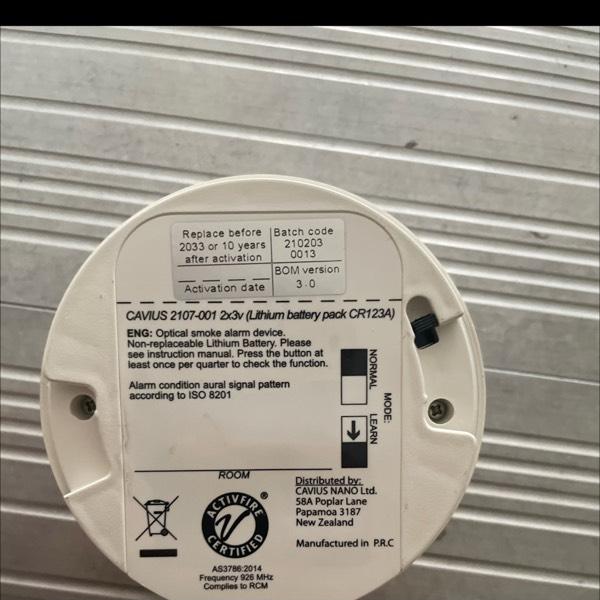 Replace before
2033 or 10 years
after activation
Activation date
Batch code
210203
0013
BOM version
3.0
CAVIUS 2107-001 2x3v (Lithium battery pack CR123A)
ENG: Optical smoke alarm device.
Non-replaceable Lithium Battery. Please
see instruction manual. Press the button at
least once per quarter to check the function.
Alarm condition aural signal pattern
according to ISO 8201
NORMAL
MODE:
LEARN
ROOM
ACTIVFIRE
®
CERTIFIED
AS3786:2014
Frequency 926 MHz
Complies to RCM
Distributed by:
CAVIUS NANO Ltd.
58A Poplar Lane
Papamoa 3187
New Zealand
Manufactured in P.R.C